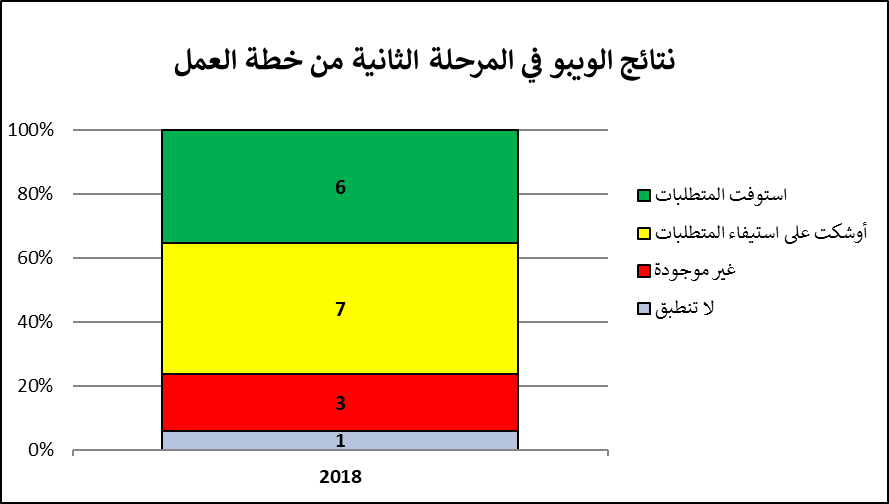 نتائج الويبو في المرحلة الثانية من خطة العمل
100%
80%
60%
40%
20%
0%
6
7
3
1
2018
استوفت المتطلبات
أوشكت على استيفاء المتطلبات
غير موجودة
لا تنطبق